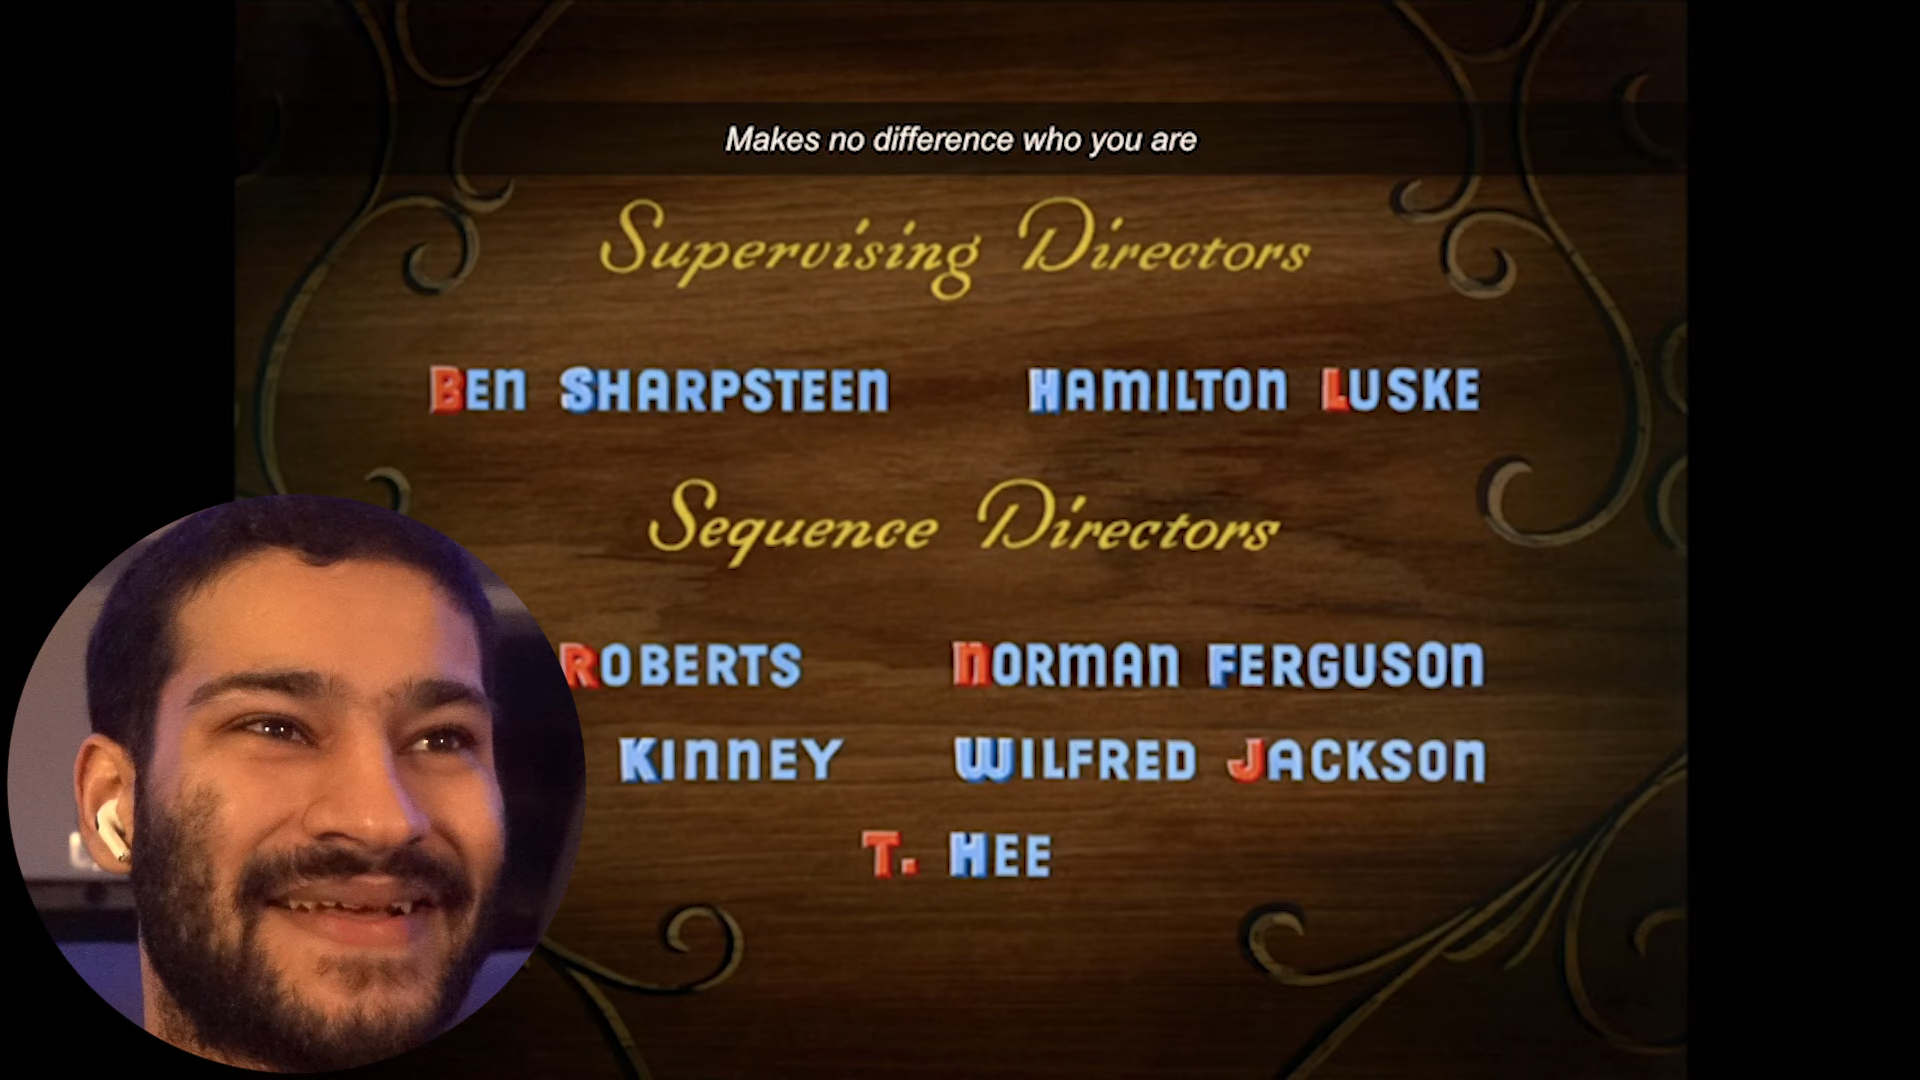 Makes no difference who you are
Supervising Directors
BEN SHARPSTEEN HAMILTON LUSKE
Sequence Directors
ROBERTS NORMAN FERGUSON
KINNEY WILFRED JACKSON
T. HEE